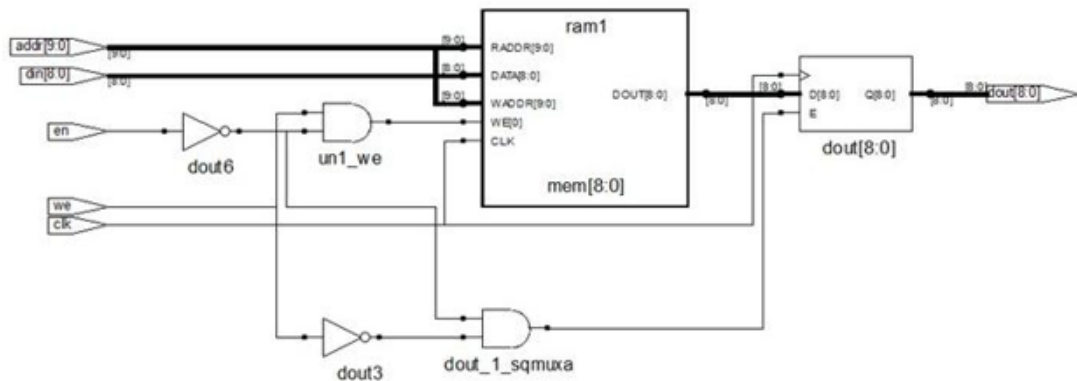 ram1
addr[9:0]
[9:0]
[9:0]
RADDR[9:0]
din[8:0]
[8:0]
[8:0]
DATA[8:0]
[9:0]
WADDR[9:0]
DOUT[8:0]
[8:0]
[8:0]
D[8:0]
Q[8:0]
[8:0]
[8:0]
dout[8:0]
WE[0]
E
en
CLK
dout6
un1_we
dout[8:0]
mem[8:0]
we
clk
dout3
dout_1_sqmuxa